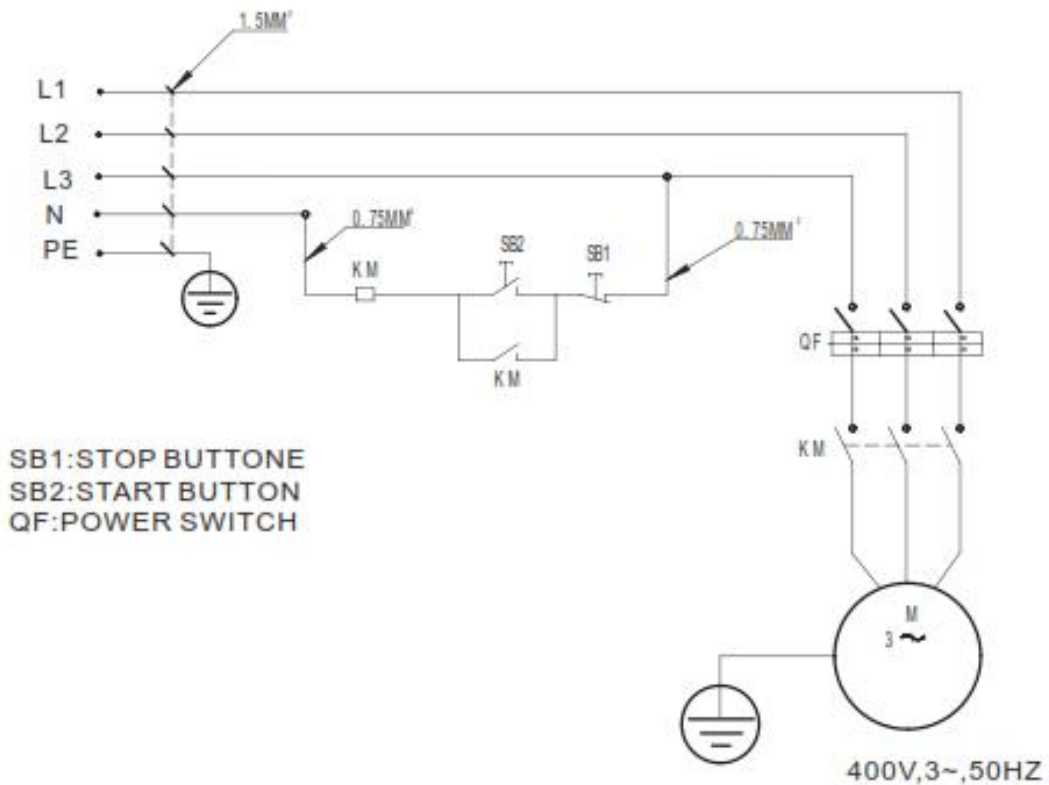 1.5MM²
L1
L2
L3
N
PE
0.75MM²
0.75MM²
SB2
SB1
KM
KM
QF
KM
SB1:STOP BUTTONE
SB2:START BUTTON
QF:POWER SWITCH
M
3 ~
400V,3~,50HZ